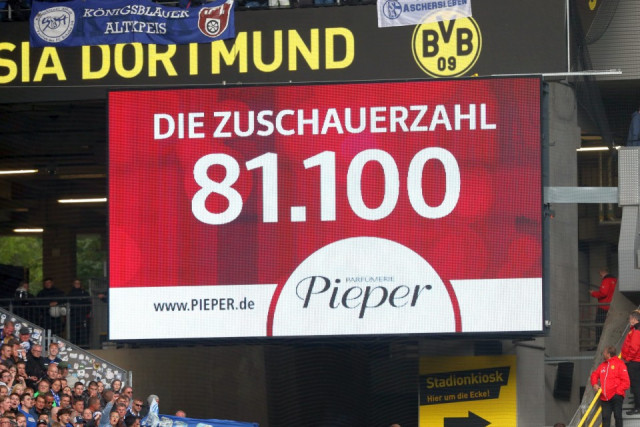 KÖNIGSBLAUER
ALTKREIS
ASCHERSLEBEN
SIA DORTMUND
BVB
09
DIE ZUSCHAUERZAHL
81.100
www.PIEPER.de
PARFÜMERIE
Pieper
Stadionkiosk
Hier um die Ecke!